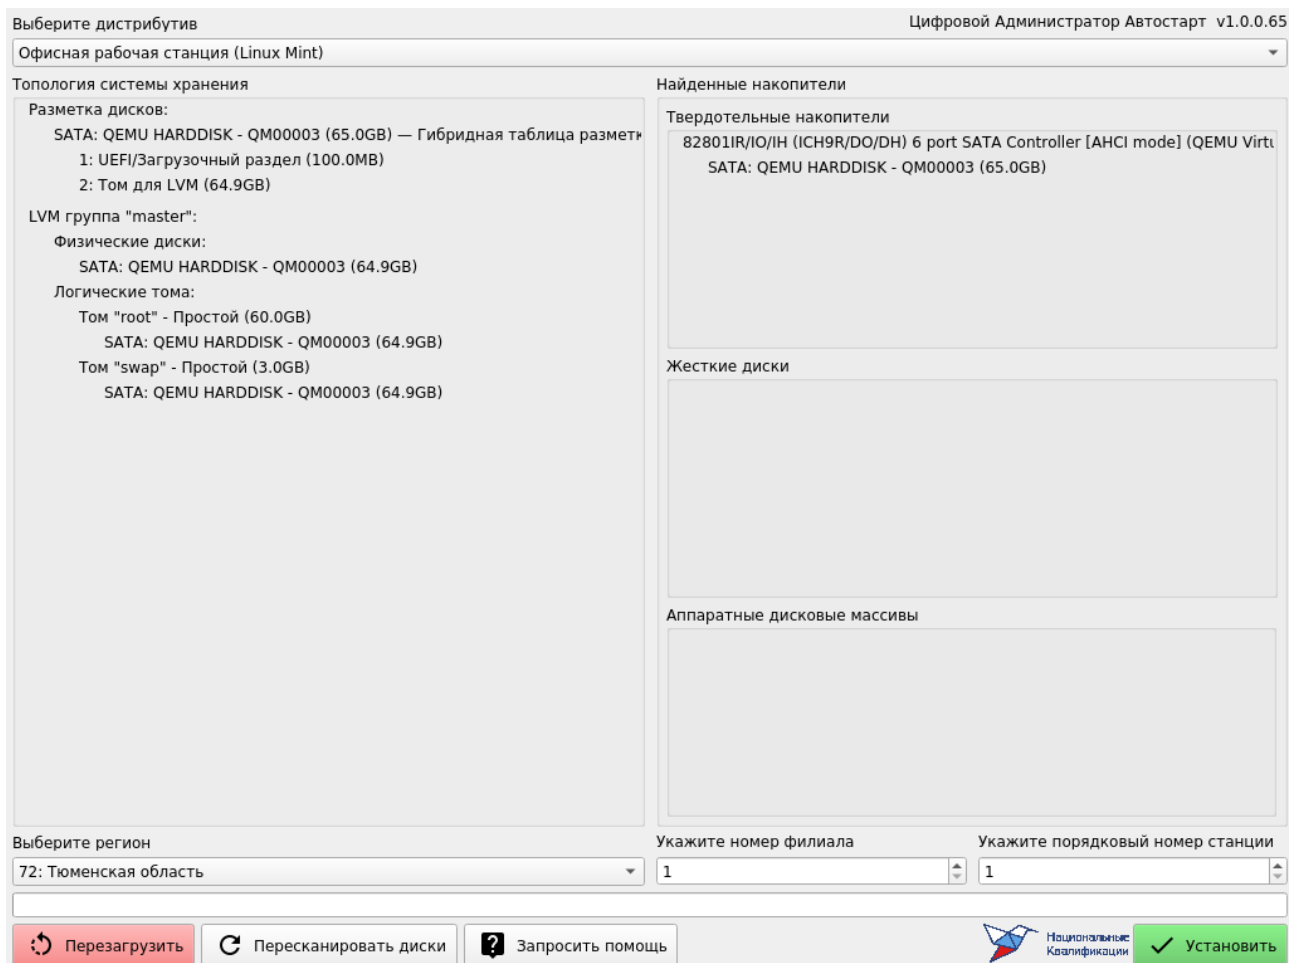 Выберите дистрибутив
Цифровой Администратор Автостарт v1.0.0.65
Офисная рабочая станция (Linux Mint)
Топология системы хранения
Разметка дисков:
SATA: QEMU HARDDISK - QM00003 (65.0GB) — Гибридная таблица разметк
1: UEFI/Загрузочный раздел (100.0MB)
2: Том для LVM (64.9GB)
LVM группа "master":
Физические диски:
SATA: QEMU HARDDISK - QM00003 (64.9GB)
Логические тома:
Том "root" - Простой (60.0GB)
SATA: QEMU HARDDISK - QM00003 (64.9GB)
Том "swap" - Простой (3.0GB)
SATA: QEMU HARDDISK - QM00003 (64.9GB)
Найденные накопители
Твердотельные накопители
82801IR/IO/IH (ICH9R/DO/DH) 6 port SATA Controller [AHCI mode] (QEMU Virtu
SATA: QEMU HARDDISK - QM00003 (65.0GB)
Жесткие диски
Аппаратные дисковые массивы
Выберите регион
72: Тюменская область
Укажите номер филиала
1
Укажите порядковый номер станции
1
Перезагрузить
Пересканировать диски
Запросить помощь
Национальные
Квалификации
Установить